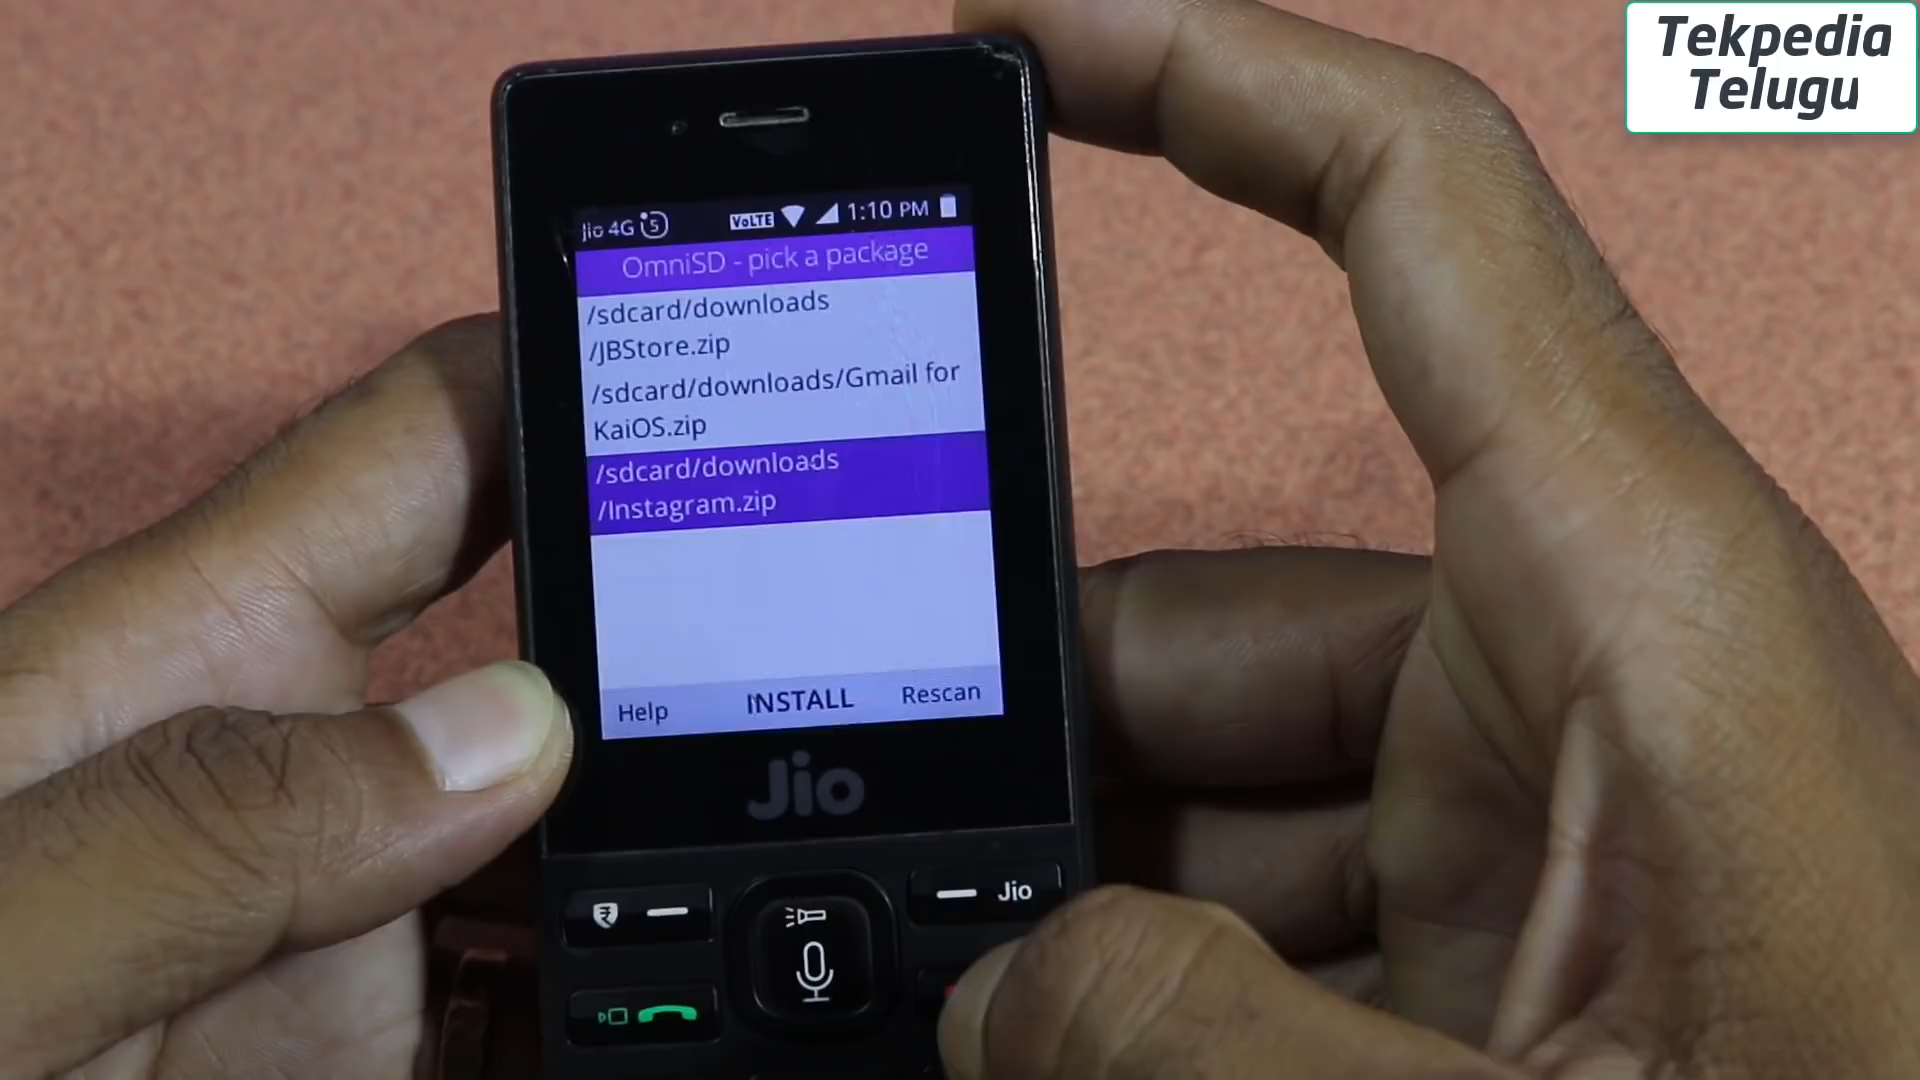 Tekpedia
Telugu
Jio 4G 5 VoLTE 1:10 PM
OmniSD - pick a package
/sdcard/downloads
/JBStore.zip
/sdcard/downloads/Gmail for
KaiOS.zip
/sdcard/downloads
/Instagram.zip
Help INSTALL Rescan
Jio
Jio